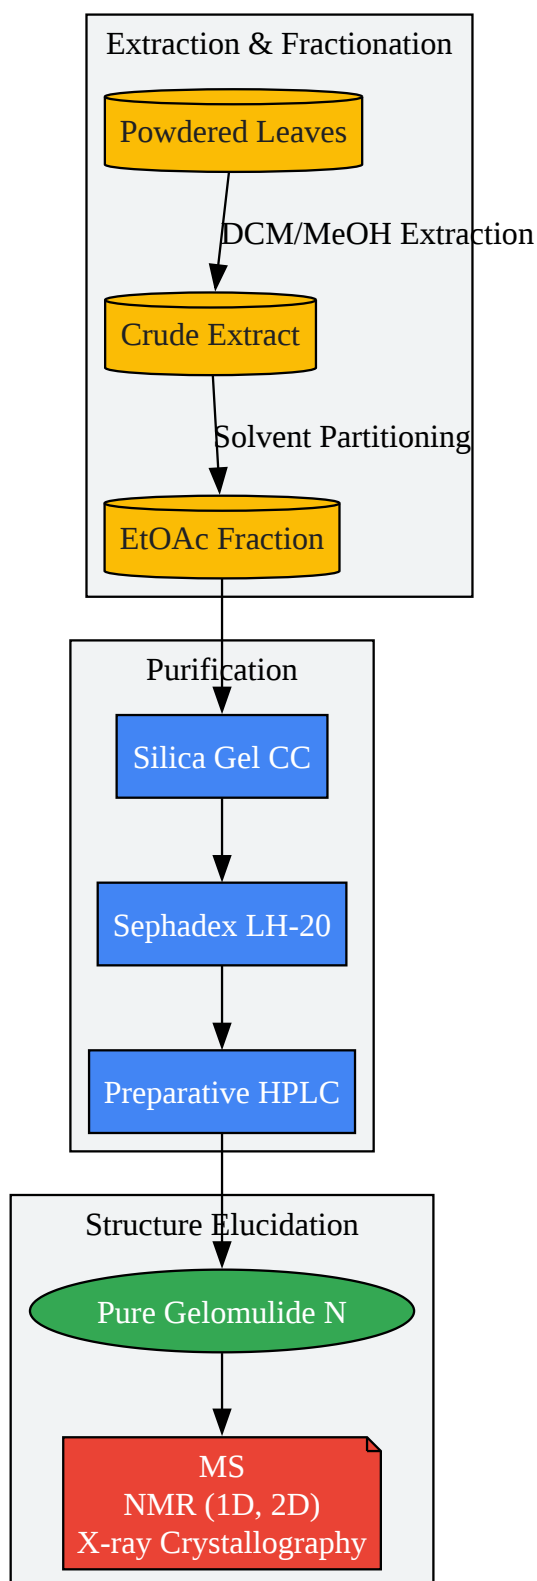 Extraction & Fractionation
Powdered Leaves
DCM/MeOH Extraction
Crude Extract
Solvent Partitioning
EtOAc Fraction
Purification
Silica Gel CC
Sephadex LH-20
Preparative HPLC
Structure Elucidation
Pure Gelomulide N
MS
NMR (1D, 2D)
X-ray Crystallography